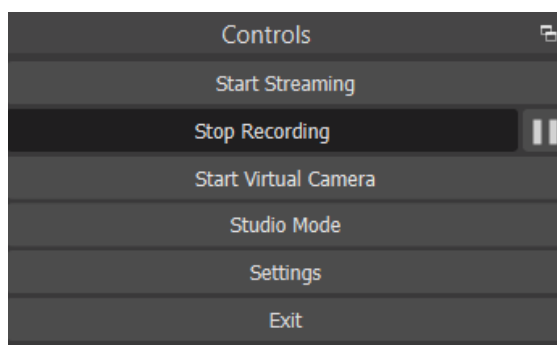 Controls
Start Streaming
Stop Recording
Start Virtual Camera
Studio Mode
Settings
Exit